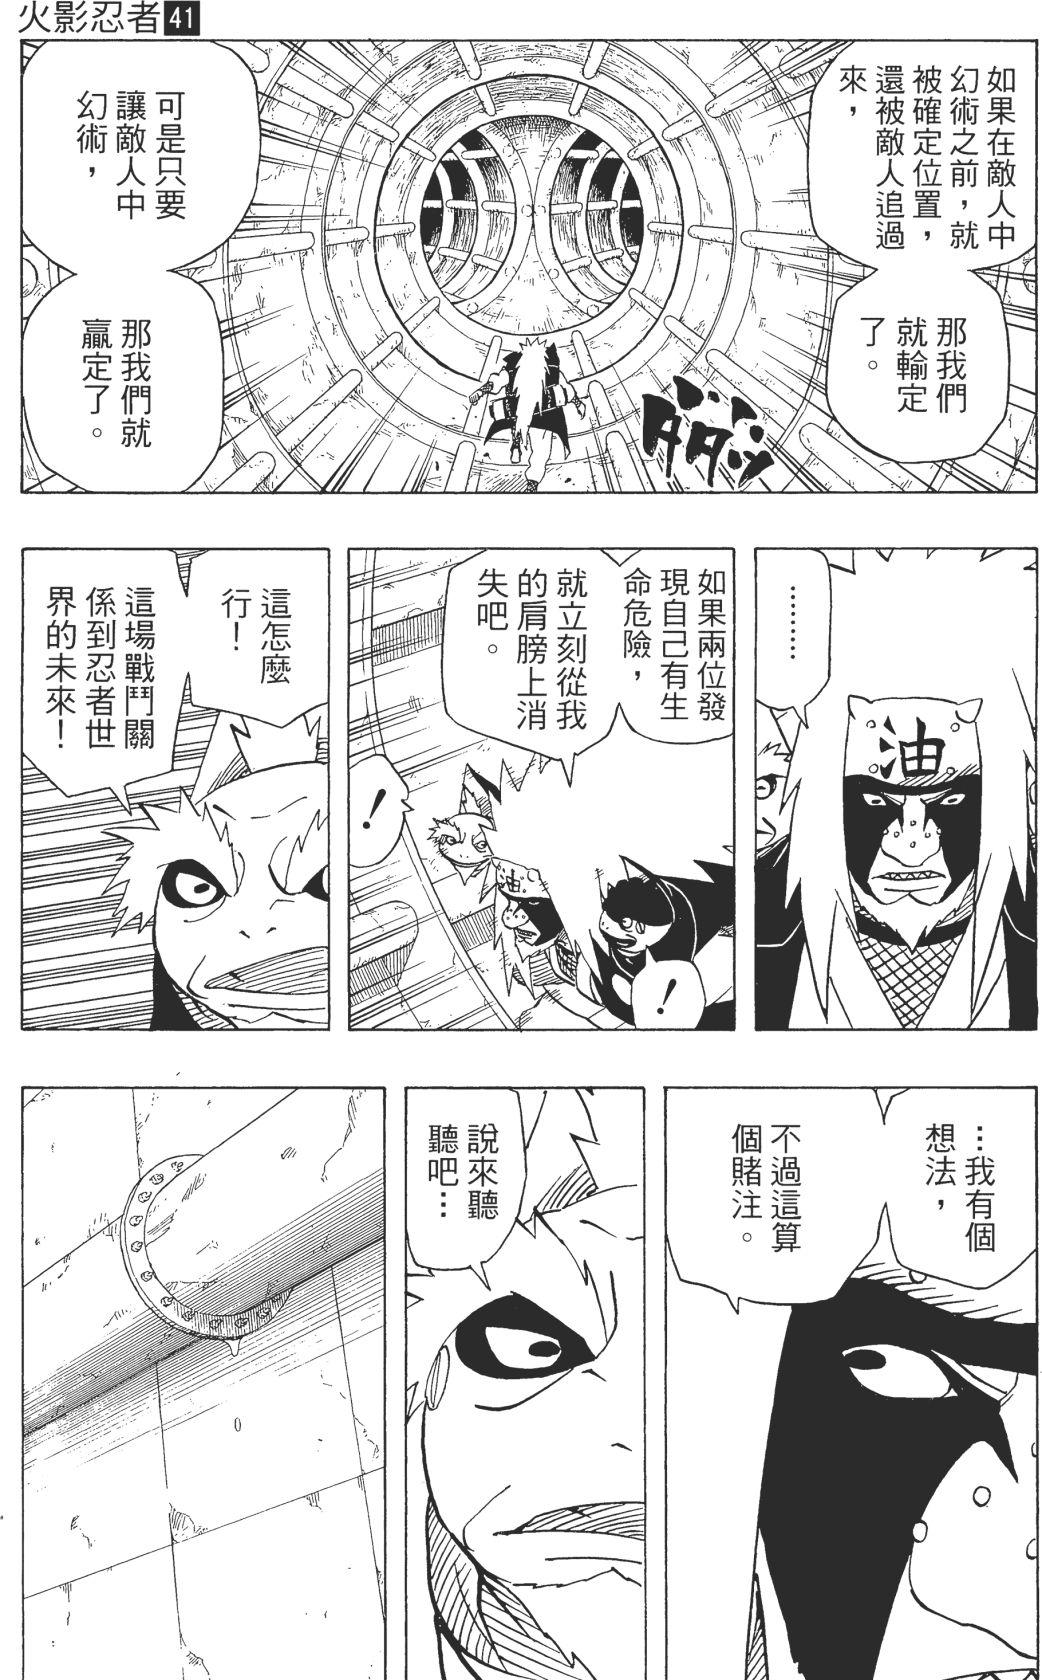 火影忍者41
如果在敵人中
幻術之前，就
被確定位置，
還被敵人追過
來，
那我們
就輸定
了。
可是只要
讓敵人中
幻術，
那我們就
贏定了。
………
如果兩位發
現自己有生
命危險，
就立刻從我
的肩膀上消
失吧。
！
！
油
油
這怎麼
行！
這場戰鬥關
係到忍者世
界的未來！
…我有個
想法，
不過這算
個賭注。
說來聽
聽吧…